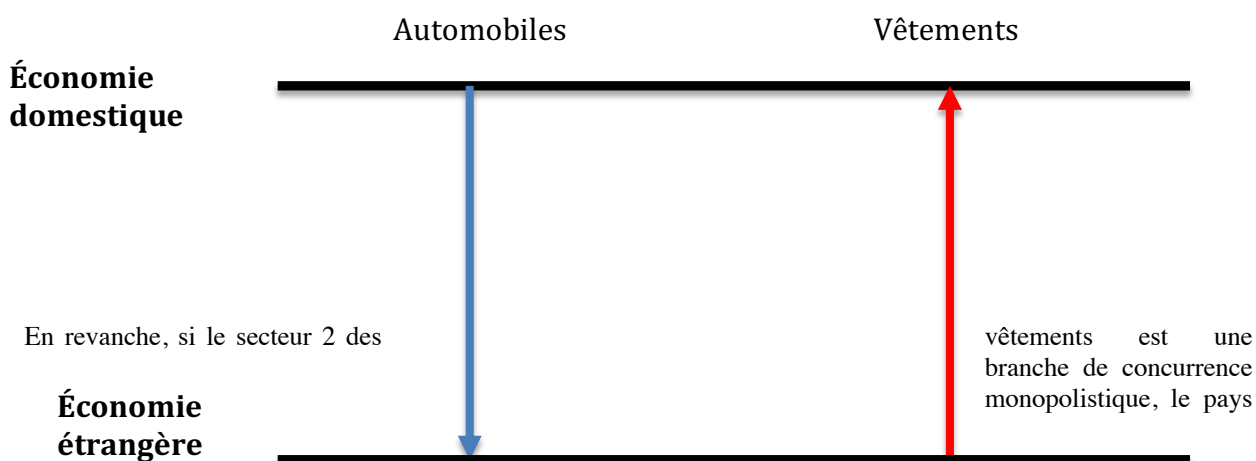 Automobiles Vêtements
Économie
domestique
En revanche, si le secteur 2 des vêtements est une
branche de concurrence
monopolistique, le pays
Économie
étrangère